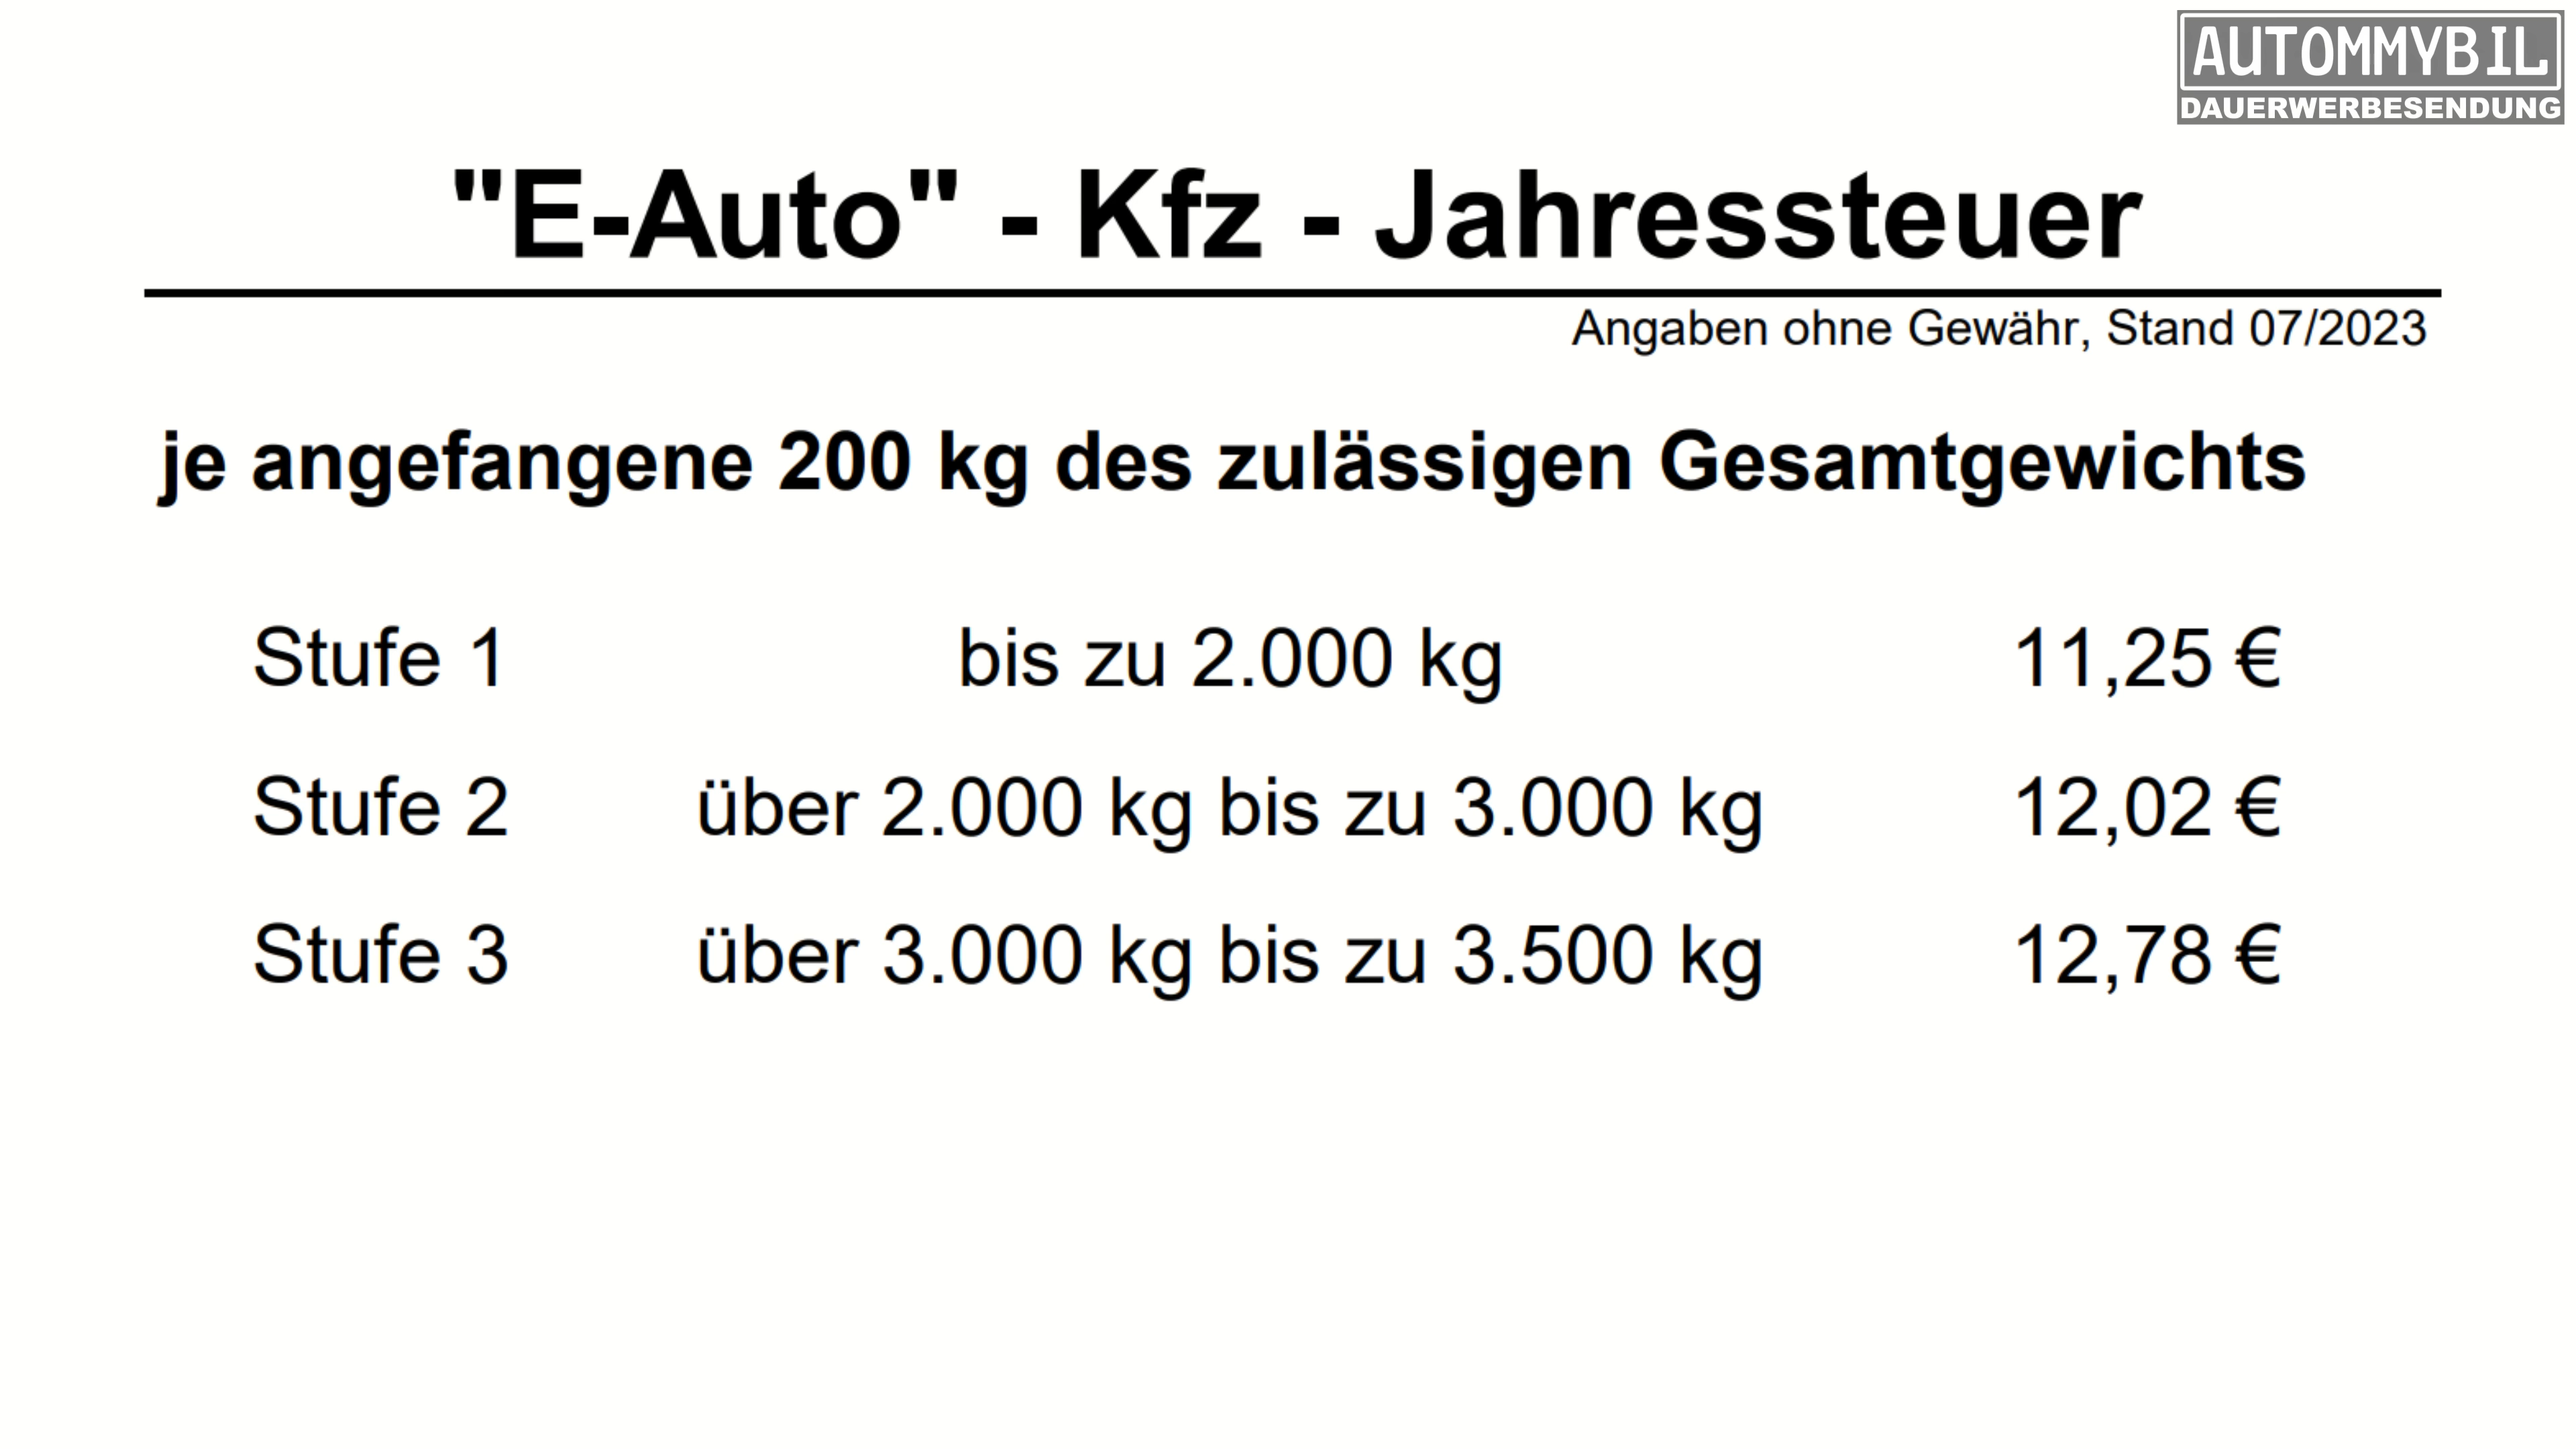 AUTOMMYBIL
DAUERWERBESENDUNG
"E-Auto" - Kfz - Jahressteuer
Angaben ohne Gewähr, Stand 07/2023
je angefangene 200 kg des zulässigen Gesamtgewichts
Stufe 1 bis zu 2.000 kg 11,25 €
Stufe 2 über 2.000 kg bis zu 3.000 kg 12,02 €
Stufe 3 über 3.000 kg bis zu 3.500 kg 12,78 €